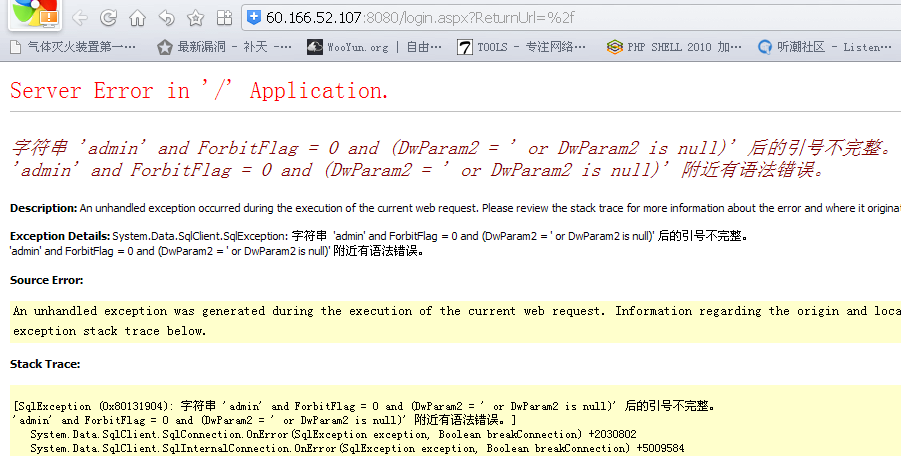 60.166.52.107:8080/login.aspx?ReturnUrl=%2f
气体灭火装置第一… 最新漏洞 - 补天 -… WooYun.org | 自由… TOOLS - 专注网络… PHP SHELL 2010 加… 听潮社区 - Listen…
Server Error in '/' Application.
字符串 'admin' and ForbitFlag = 0 and (DwParam2 = ' or DwParam2 is null)' 后的引号不完整。
'admin' and ForbitFlag = 0 and (DwParam2 = ' or DwParam2 is null)' 附近有语法错误。
Description: An unhandled exception occurred during the execution of the current web request. Please review the stack trace for more information about the error and where it origina
Exception Details: System.Data.SqlClient.SqlException: 字符串 'admin' and ForbitFlag = 0 and (DwParam2 = ' or DwParam2 is null)' 后的引号不完整。
'admin' and ForbitFlag = 0 and (DwParam2 = ' or DwParam2 is null)' 附近有语法错误。
Source Error:
An unhandled exception was generated during the execution of the current web request. Information regarding the origin and loca
exception stack trace below.
Stack Trace:
[SqlException (0x80131904): 字符串 'admin' and ForbitFlag = 0 and (DwParam2 = ' or DwParam2 is null)' 后的引号不完整。
'admin' and ForbitFlag = 0 and (DwParam2 = ' or DwParam2 is null)' 附近有语法错误。]
System.Data.SqlClient.SqlConnection.OnError(SqlException exception, Boolean breakConnection) +2030802
System.Data.SqlClient.SqlInternalConnection.OnError(SqlException exception, Boolean breakConnection) +5009584